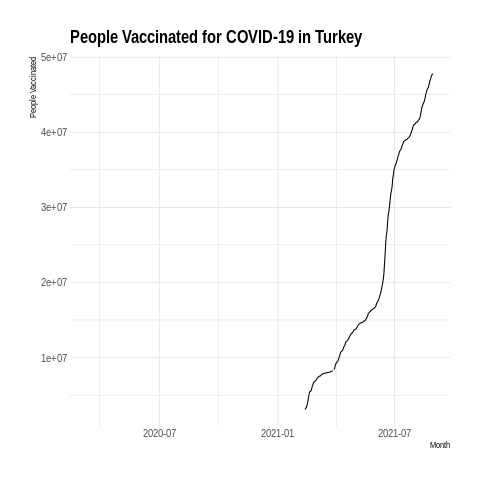 People Vaccinated for COVID-19 in Turkey
People Vaccinated
5e+07
4e+07
3e+07
2e+07
1e+07
2020-07
2021-01
2021-07
Month